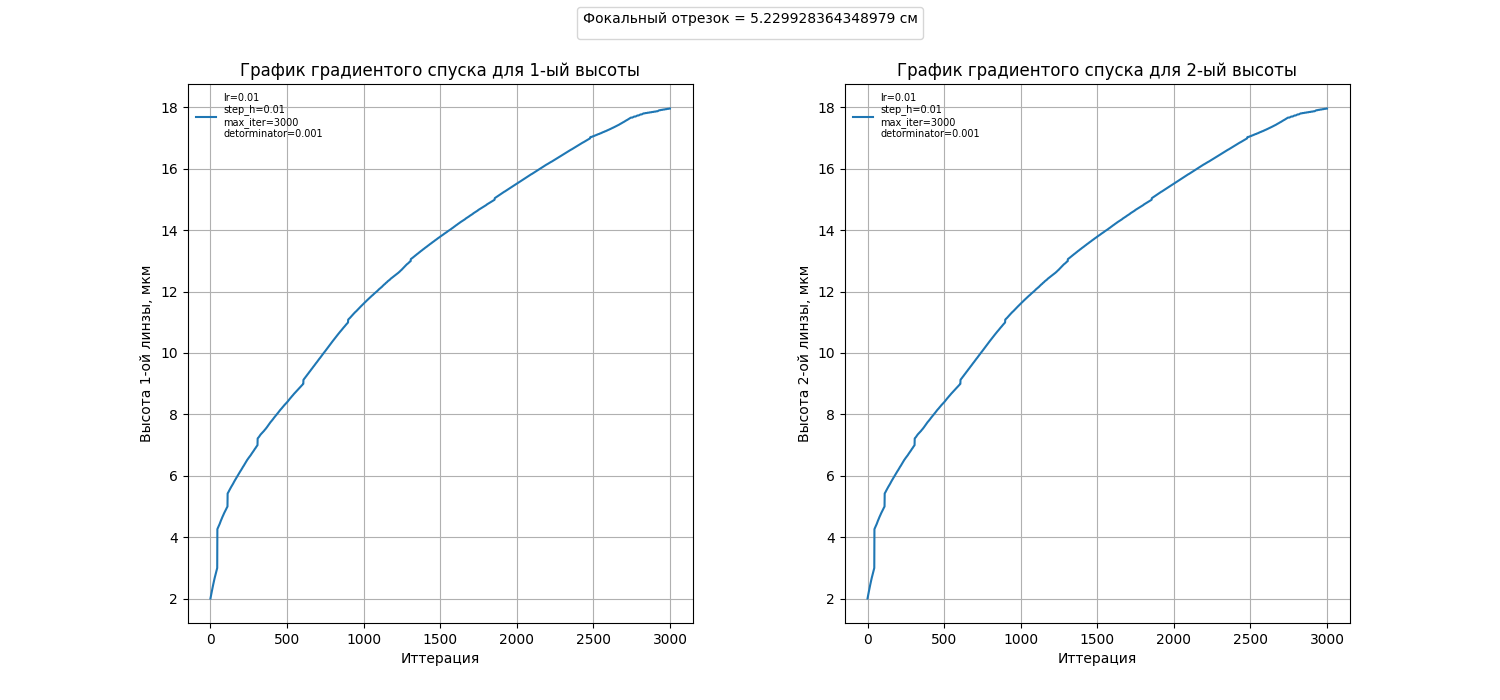 Фокальный отрезок = 5.229928364348979 см
График градиентого спуска для 1-ый высоты
lr=0.01
step_h=0.01
max_iter=3000
detorminator=0.001
18
16
14
12
10
8
6
4
2
Высота 1-ой линзы, мкм
0 500 1000 1500 2000 2500 3000
Иттерация
График градиентого спуска для 2-ый высоты
lr=0.01
step_h=0.01
max_iter=3000
detorminator=0.001
18
16
14
12
10
8
6
4
2
Высота 2-ой линзы, мкм
0 500 1000 1500 2000 2500 3000
Иттерация